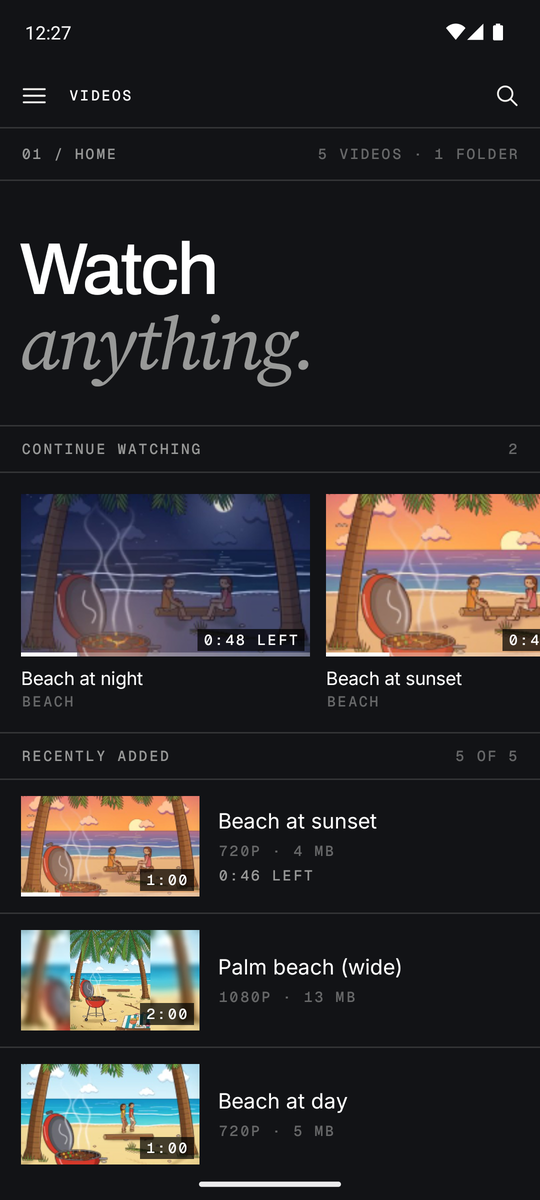 12:27
VIDEOS
01 / HOME
5 VIDEOS · 1 FOLDER
Watch
anything.
CONTINUE WATCHING
2
0:48 LEFT
0:4
Beach at night
BEACH
Beach at sunset
BEACH
RECENTLY ADDED
5 OF 5
1:00
Beach at sunset
720P · 4 MB
0:46 LEFT
2:00
Palm beach (wide)
1080P · 13 MB
1:00
Beach at day
720P · 5 MB